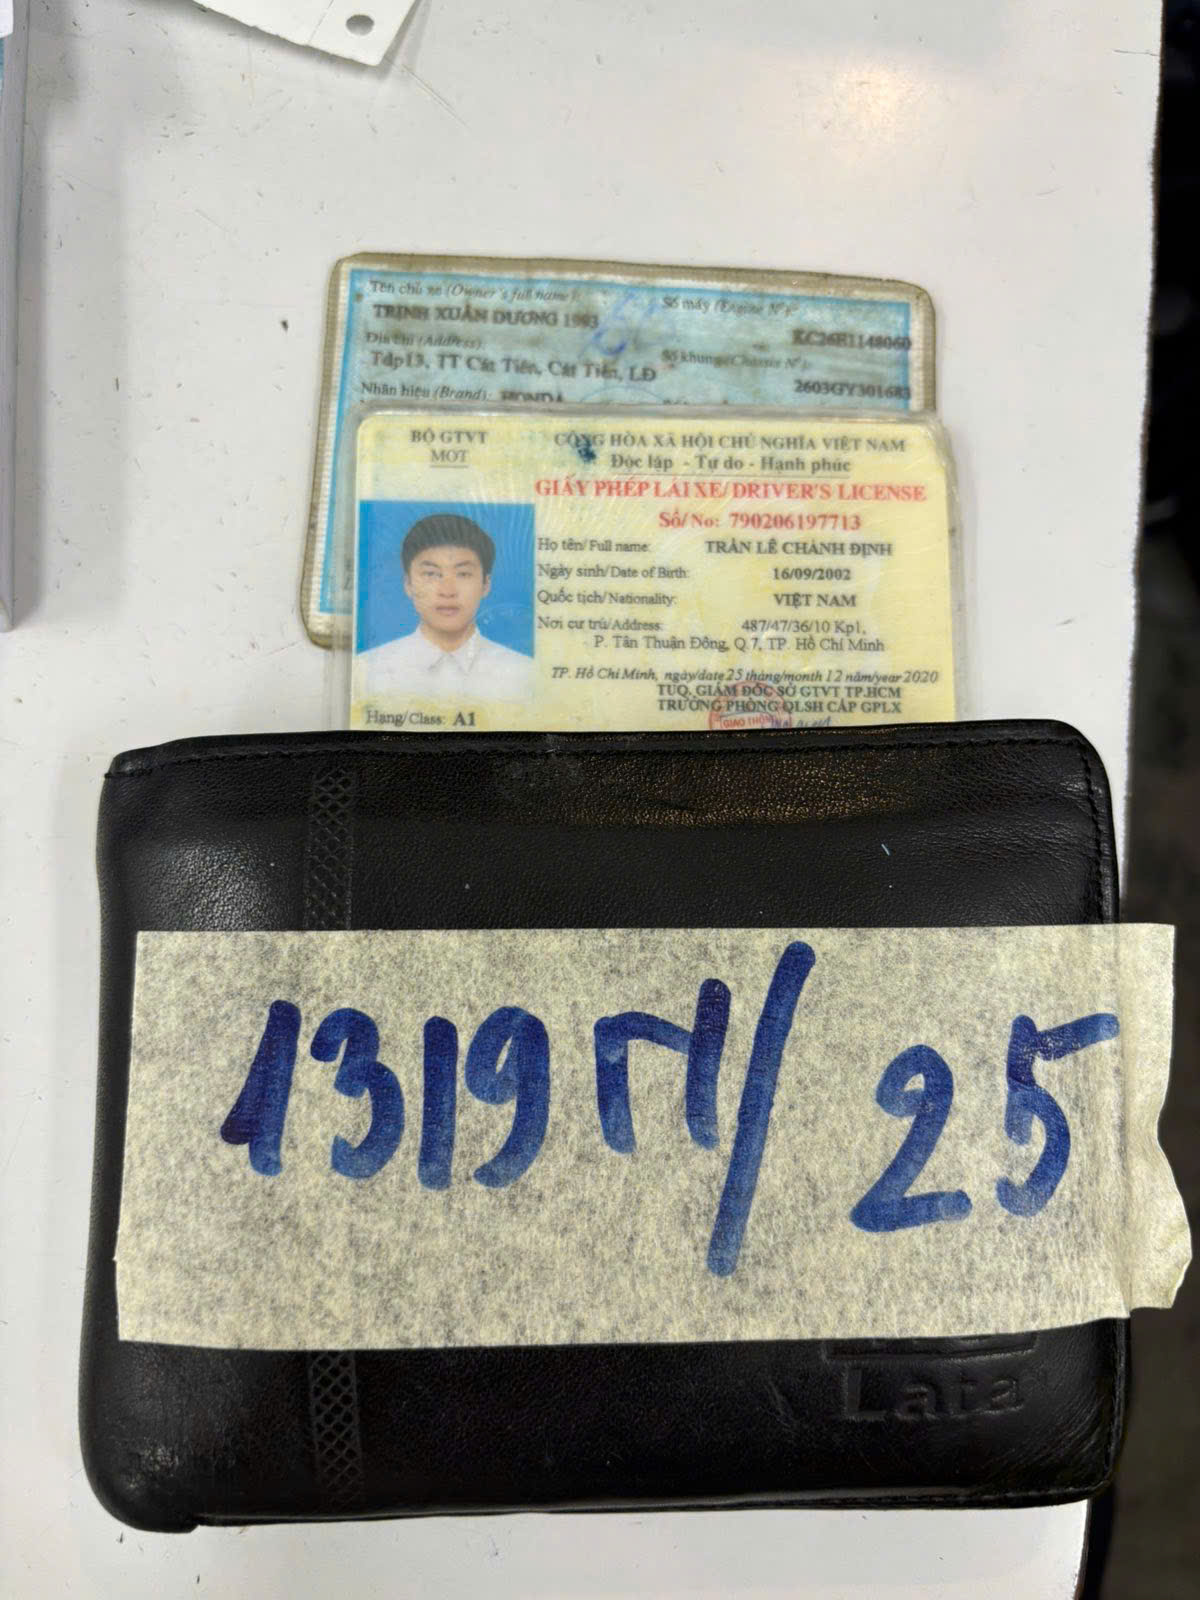 Tên chủ xe (Owner's full name):
TRỊNH XUÂN DƯƠNG 1993
Số máy (Engine N°):
KC26E1148060
Địa chỉ (Address):
Tdp13, TT Cát Tiên, Cát Tiên, LĐ
Số khung (Chassis N°):
2603GY301683
Nhãn hiệu (Brand): HONDA
BỘ GTVT
MOT
CỘNG HÒA XÃ HỘI CHỦ NGHĨA VIỆT NAM
Độc lập - Tự do - Hạnh phúc
GIẤY PHÉP LÁI XE/ DRIVER'S LICENSE
Số/ No: 790206197713
Họ tên/ Full name: TRẦN LÊ CHÁNH ĐỊNH
Ngày sinh/Date of Birth: 16/09/2002
Quốc tịch/ Nationality: VIỆT NAM
Nơi cư trú/Address: 487/47/36/10 Kp1,
P. Tân Thuận Đông, Q.7, TP. Hồ Chí Minh
TP. Hồ Chí Minh, ngày/date 25 tháng/month 12 năm/year 2020
TUQ. GIÁM ĐỐC SỞ GTVT TP.HCM
TRƯỞNG PHÒNG QLSH CẤP GPLX
GIAO THÔN
Hạng/Class: A1
1319 M/25
Lata